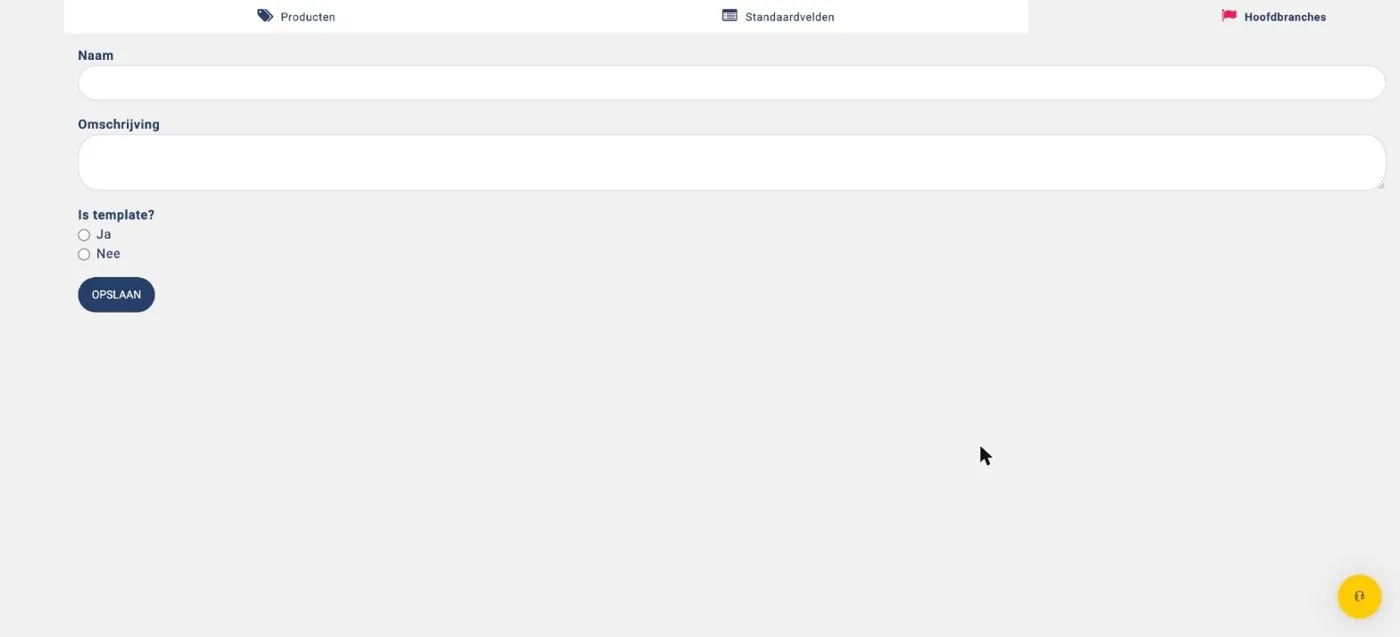 Producten Standaardvelden Hoofdbranches
Naam
Omschrijving
Is template?
Ja
Nee
OPSLAAN